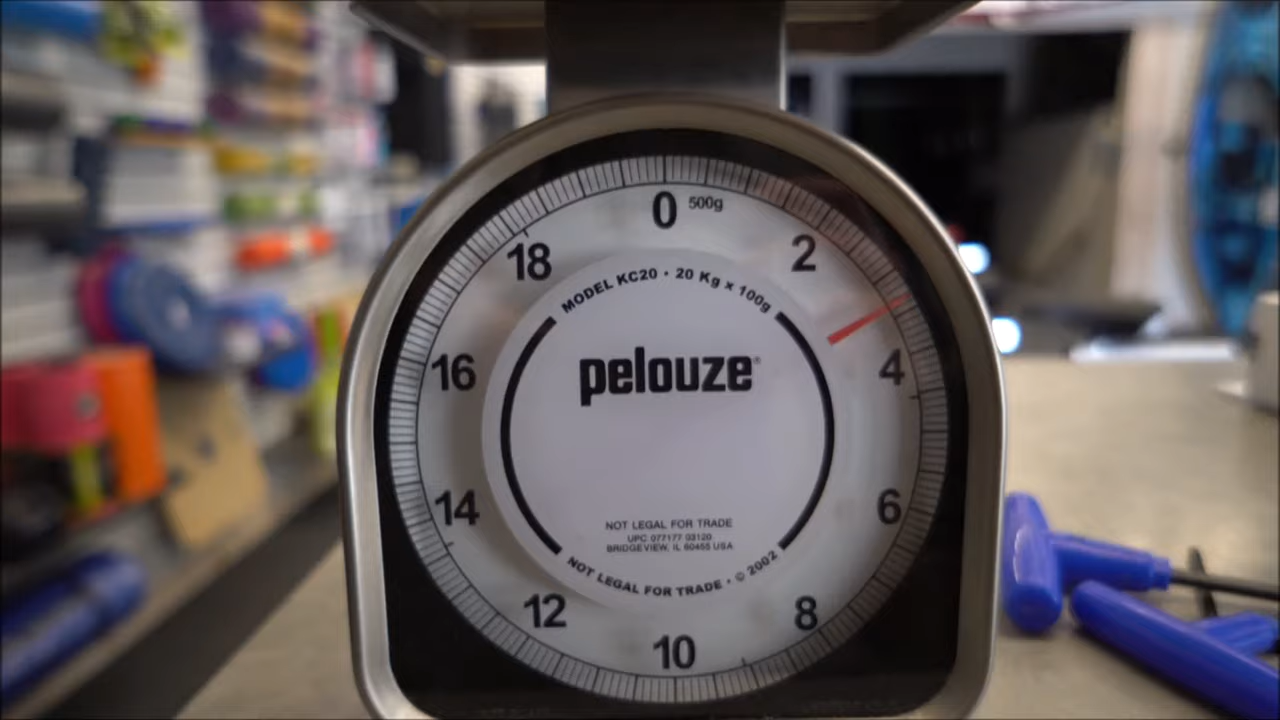 0 500g
2
4
6
8
10
12
14
16
18
MODEL KC20 • 20 Kg x 100g
pelouze®
NOT LEGAL FOR TRADE
UPC 077177 03120
BRIDGEVIEW, IL 60455 USA
NOT LEGAL FOR TRADE • © 2002